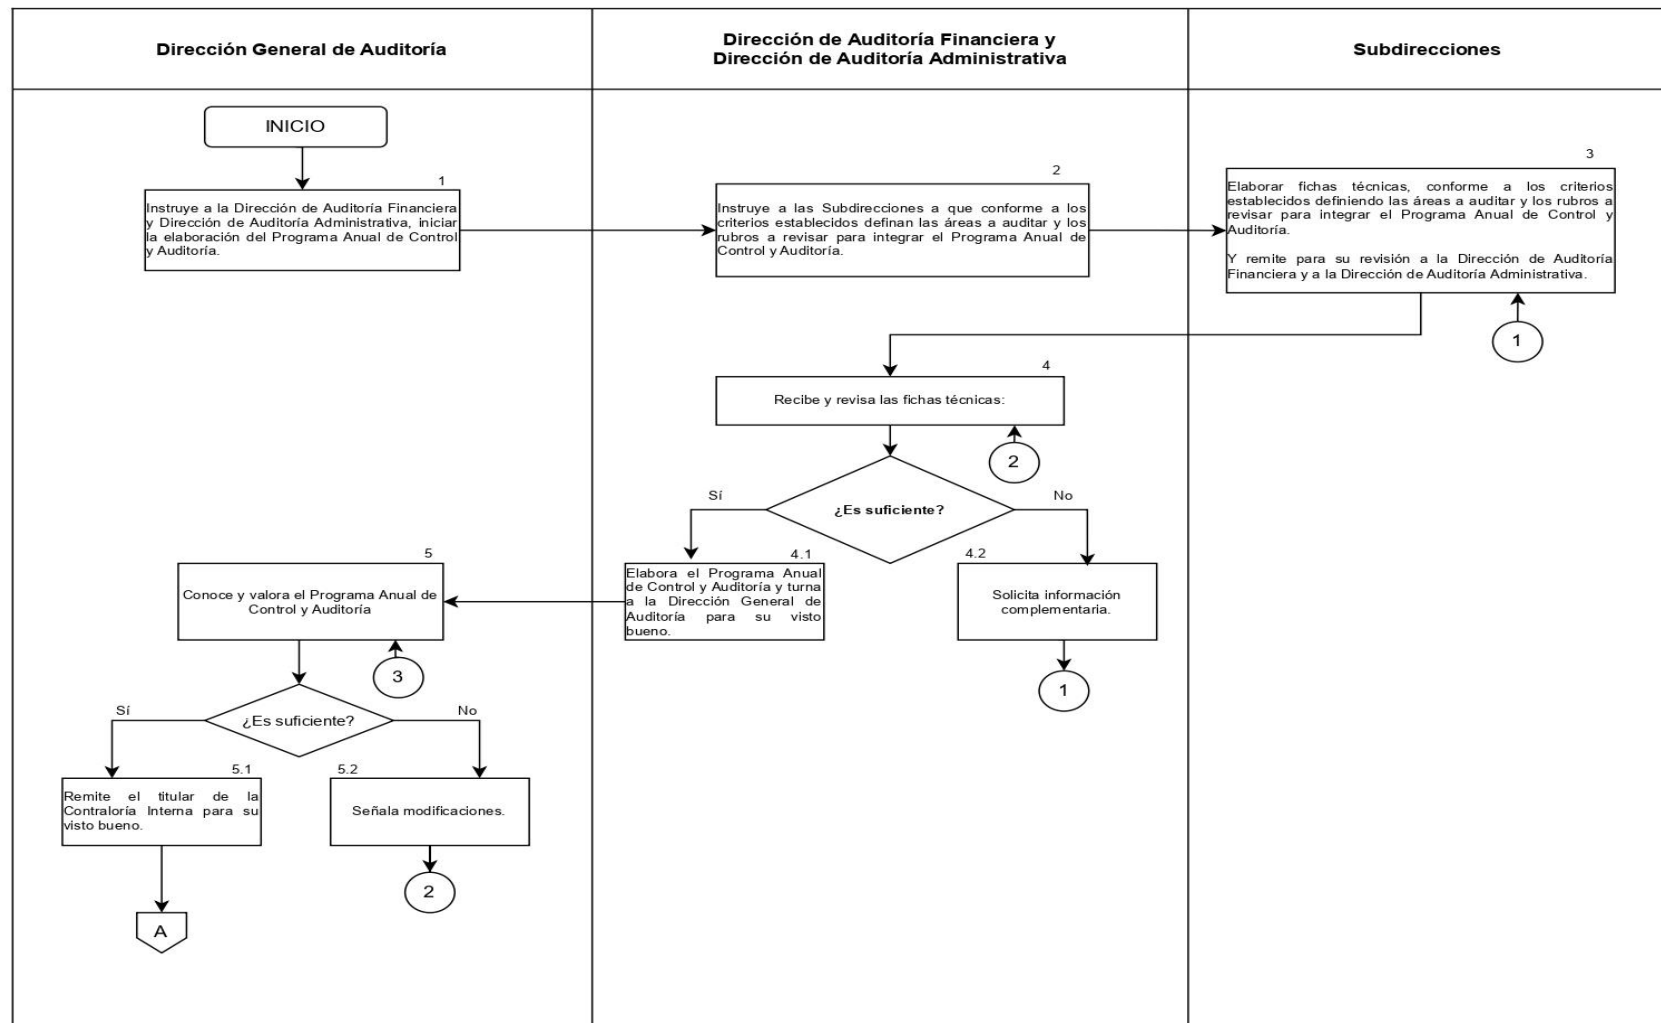 Dirección General de Auditoría
Dirección de Auditoría Financiera y
Dirección de Auditoría Administrativa
Subdirecciones
INICIO
1
Instruye a la Dirección de Auditoría Financiera
y Dirección de Auditoría Administrativa, iniciar
la elaboración del Programa Anual de Control
y Auditoría.
2
Instruye a las Subdirecciones a que conforme a los
criterios establecidos definan las áreas a auditar y los
rubros a revisar para integrar el Programa Anual de
Control y Auditoría.
3
Elaborar fichas técnicas, conforme a los criterios
establecidos definiendo las áreas a auditar y los rubros a
revisar para integrar el Programa Anual de Control y
Auditoría.
Y remite para su revisión a la Dirección de Auditoría
Financiera y a la Dirección de Auditoría Administrativa.
1
4
Recibe y revisa las fichas técnicas:
2
¿Es suficiente?
Sí
No
4.1
Elabora el Programa Anual
de Control y Auditoría y turna
a la Dirección General de
Auditoría para su visto
bueno.
4.2
Solicita información
complementaria.
1
5
Conoce y valora el Programa Anual de
Control y Auditoría
3
¿Es suficiente?
Sí
No
5.1
Remite el titular de la
Contraloría Interna para su
visto bueno.
5.2
Señala modificaciones.
2
A